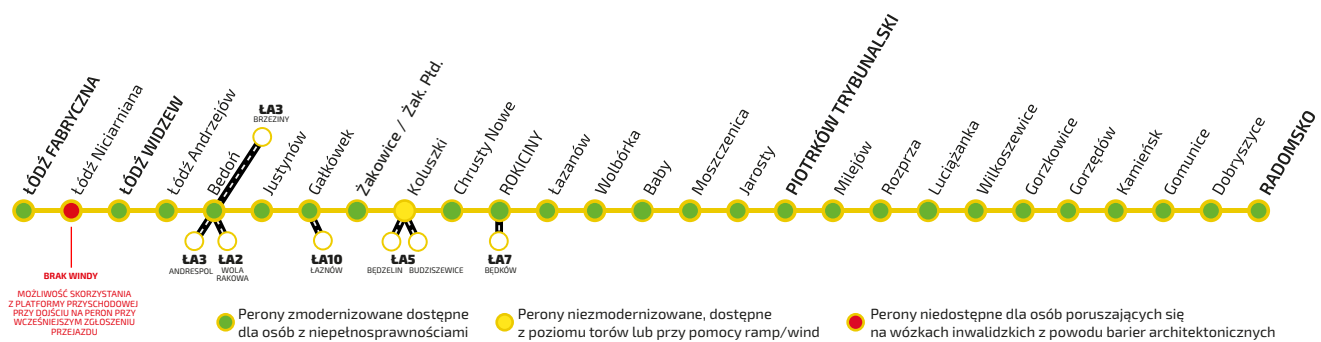 ŁÓDŹ FABRYCZNA
Łódź Niciarniana
ŁÓDŹ WIDZEW
Łódź Andrzejów
Bedoń
Justynów
Gałkówek
Żakowice / Żak. Płd.
Koluszki
Chrusty Nowe
ROKICINY
Łazanów
Wolbórka
Baby
Moszczenica
Jarosty
PIOTRKÓW TRYBUNALSKI
Milejów
Rozprza
Luciążanka
Wilkoszewice
Gorzkowice
Gorzędów
Kamieńsk
Gomunice
Dobryszyce
RADOMSKO
ŁA3
BRZEZINY
ŁA3
ANDRESPOL
ŁA2
WOLA
RAKOWA
ŁA10
ŁAZNÓW
ŁA5
BĘDZELIN BUDZISZEWICE
ŁA7
BĘDKÓW
BRAK WINDY
MOŻLIWOŚĆ SKORZYSTANIA
Z PLATFORMY PRZYSCHODOWEJ
PRZY DOJŚCIU NA PERON PRZY
WCZEŚNIEJSZYM ZGŁOSZENIU
PRZEJAZDU
Perony zmodernizowane dostępne
dla osób z niepełnosprawnościami
Perony niezmodernizowane, dostępne
z poziomu torów lub przy pomocy ramp/wind
Perony niedostępne dla osób poruszających się
na wózkach inwalidzkich z powodu barier architektonicznych